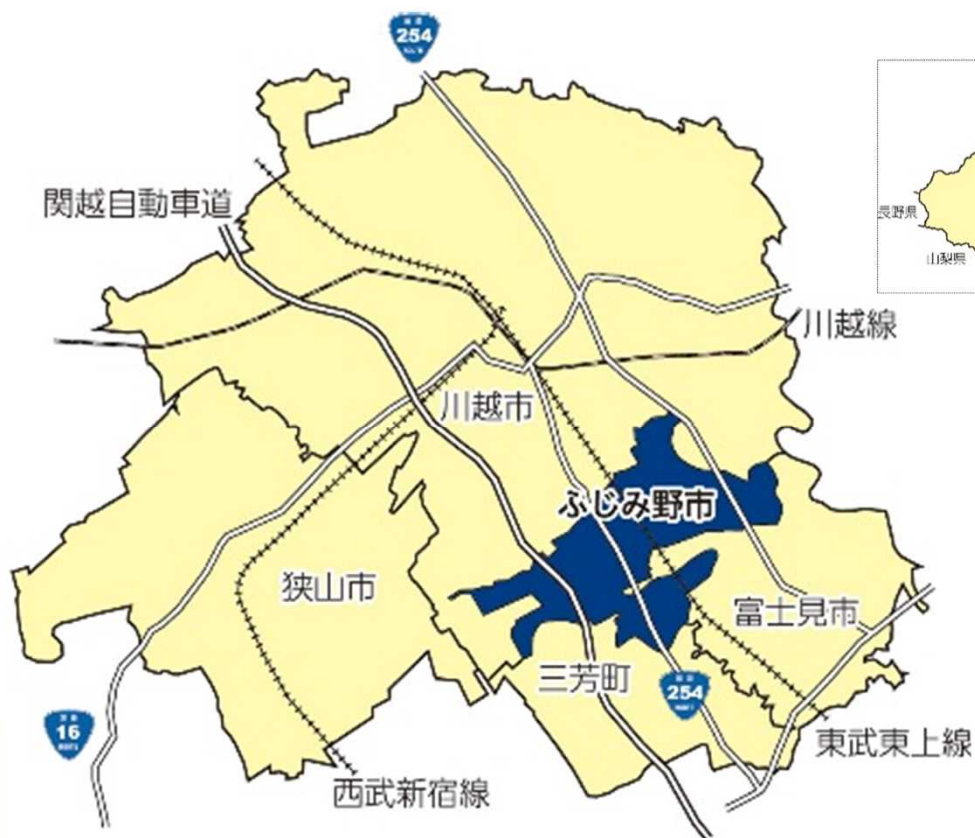 254
関越自動車道
長野県
山梨県
川越線
川越市
ふじみ野市
狭山市
富士見市
三芳町
254
16
東武東上線
西武新宿線